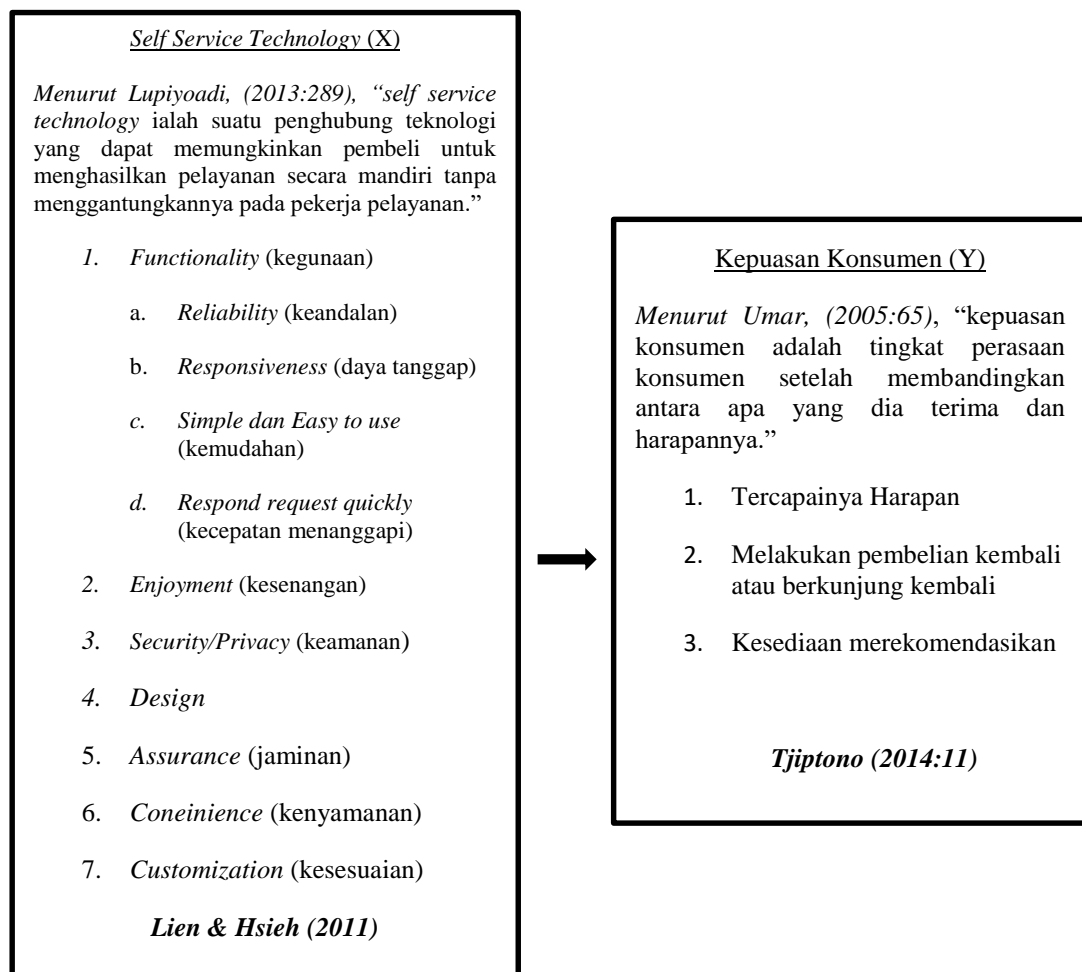 Self Service Technology (X)
Menurut Lupiyoadi, (2013:289), “self service
technology ialah suatu penghubung teknologi
yang dapat memungkinkan pembeli untuk
menghasilkan pelayanan secara mandiri tanpa
menggantungkannya pada pekerja pelayanan.”
1. Functionality (kegunaan)
a. Reliability (keandalan)
b. Responsiveness (daya tanggap)
c. Simple dan Easy to use
(kemudahan)
d. Respond request quickly
(kecepatan menanggapi)
2. Enjoyment (kesenangan)
3. Security/Privacy (keamanan)
4. Design
5. Assurance (jaminan)
6. Coneinience (kenyamanan)
7. Customization (kesesuaian)
Lien & Hsieh (2011)
Kepuasan Konsumen (Y)
Menurut Umar, (2005:65), “kepuasan
konsumen adalah tingkat perasaan
konsumen setelah membandingkan
antara apa yang dia terima dan
harapannya.”
1. Tercapainya Harapan
2. Melakukan pembelian kembali
atau berkunjung kembali
3. Kesediaan merekomendasikan
Tjiptono (2014:11)